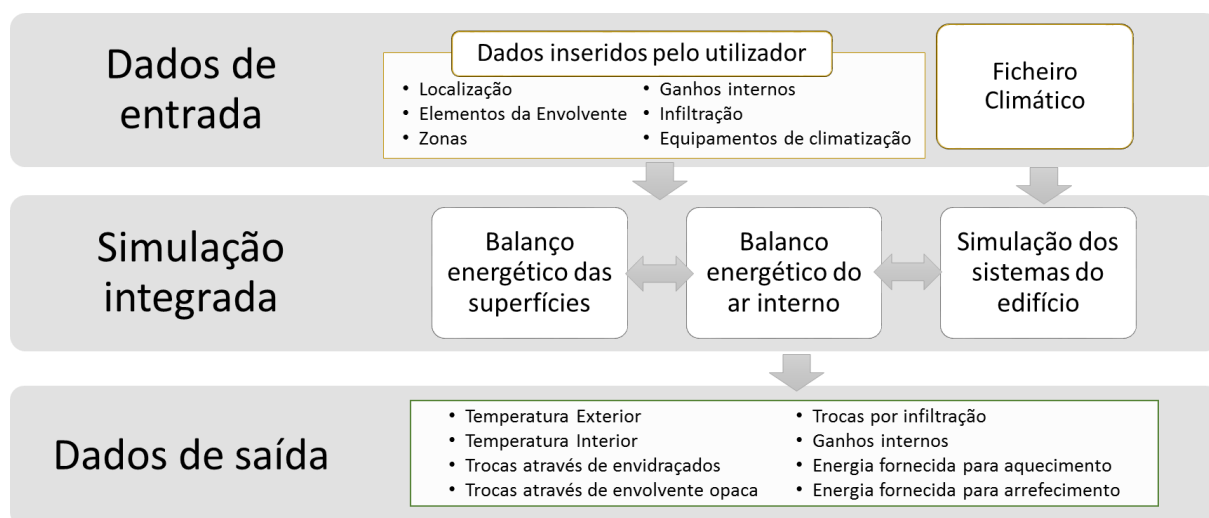 Dados de
entrada
Dados inseridos pelo utilizador
• Localização
• Elementos da Envolvente
• Zonas
• Ganhos internos
• Infiltração
• Equipamentos de climatização
Ficheiro
Climático
Simulação
integrada
Balanço
energético das
superfícies
Balanco
energético do
ar interno
Simulação dos
sistemas do
edifício
Dados de saída
• Temperatura Exterior
• Temperatura Interior
• Trocas através de envidraçados
• Trocas através de envolvente opaca
• Trocas por infiltração
• Ganhos internos
• Energia fornecida para aquecimento
• Energia fornecida para arrefecimento